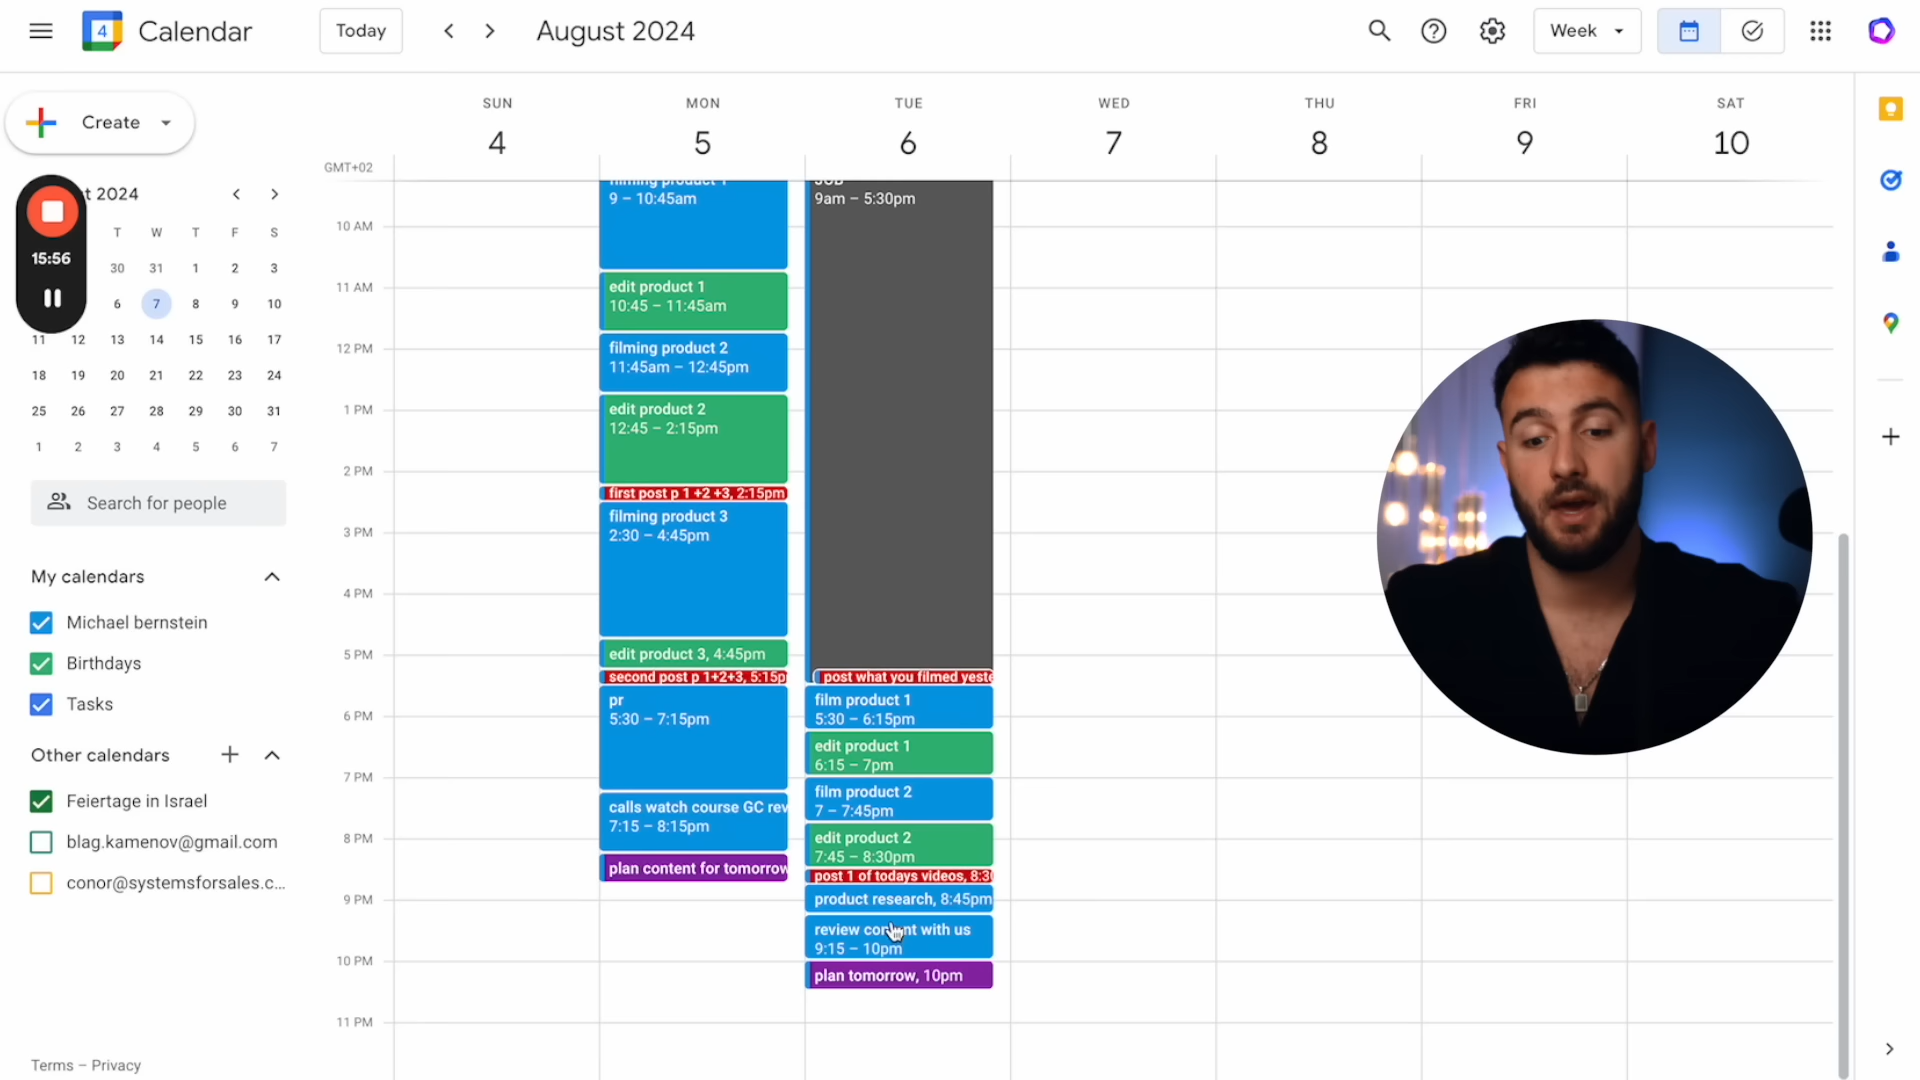 4
Calendar
Today
August 2024
Week
Create
SUN
MON
TUE
WED
THU
FRI
SAT
4
5
6
7
8
9
10
GMT+02
t 2024
T W T F S
30 31 1 2 3
6 7 8 9 10
11 12 13 14 15 16 17
18 19 20 21 22 23 24
25 26 27 28 29 30 31
1 2 3 4 5 6 7
15:56
Search for people
My calendars
Michael bernstein
Birthdays
Tasks
Other calendars
Feiertage in Israel
blag.kamenov@gmail.com
conor@systemsforsales.c...
Terms – Privacy
10 AM
11 AM
12 PM
1 PM
2 PM
3 PM
4 PM
5 PM
6 PM
7 PM
8 PM
9 PM
10 PM
11 PM
filming product 1
9 – 10:45am
edit product 1
10:45 – 11:45am
filming product 2
11:45am – 12:45pm
edit product 2
12:45 – 2:15pm
first post p 1 +2 +3, 2:15pm
filming product 3
2:30 – 4:45pm
edit product 3, 4:45pm
second post p 1+2+3, 5:15p
pr
5:30 – 7:15pm
calls watch course GC rev
7:15 – 8:15pm
plan content for tomorrow
JOB
9am – 5:30pm
post what you filmed yeste
film product 1
5:30 – 6:15pm
edit product 1
6:15 – 7pm
film product 2
7 – 7:45pm
edit product 2
7:45 – 8:30pm
post 1 of todays videos, 8:30
product research, 8:45pm
review content with us
9:15 – 10pm
plan tomorrow, 10pm